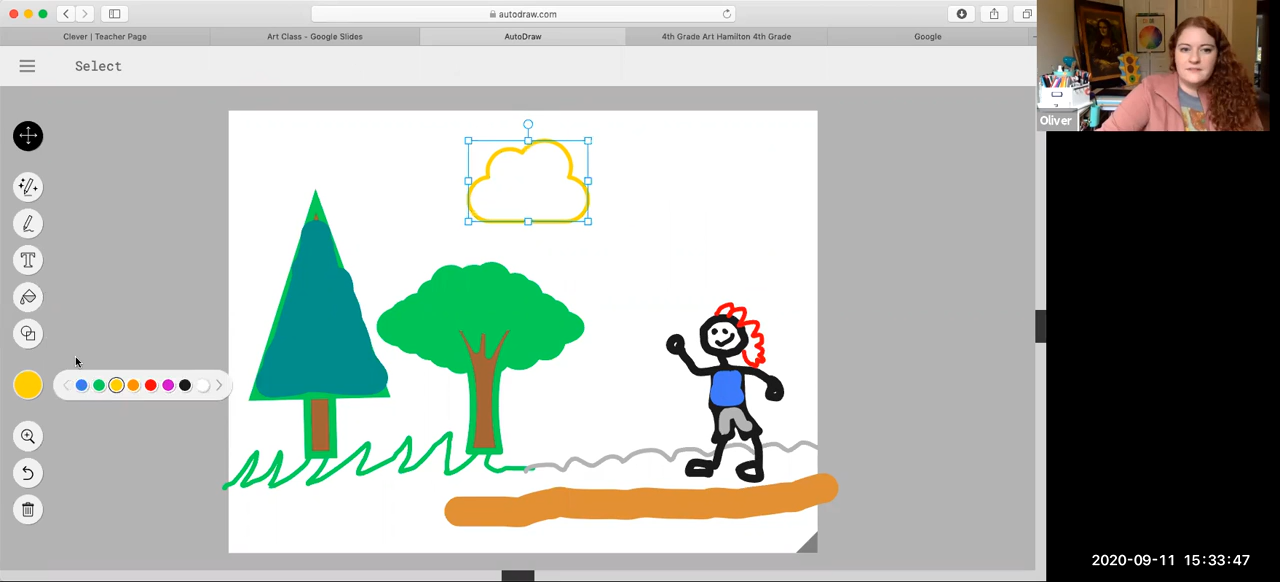 autodraw.com
Clever | Teacher Page
Art Class - Google Slides
AutoDraw
4th Grade Art Hamilton 4th Grade
Google
Select
T
Oliver
2020-09-11 15:33:47